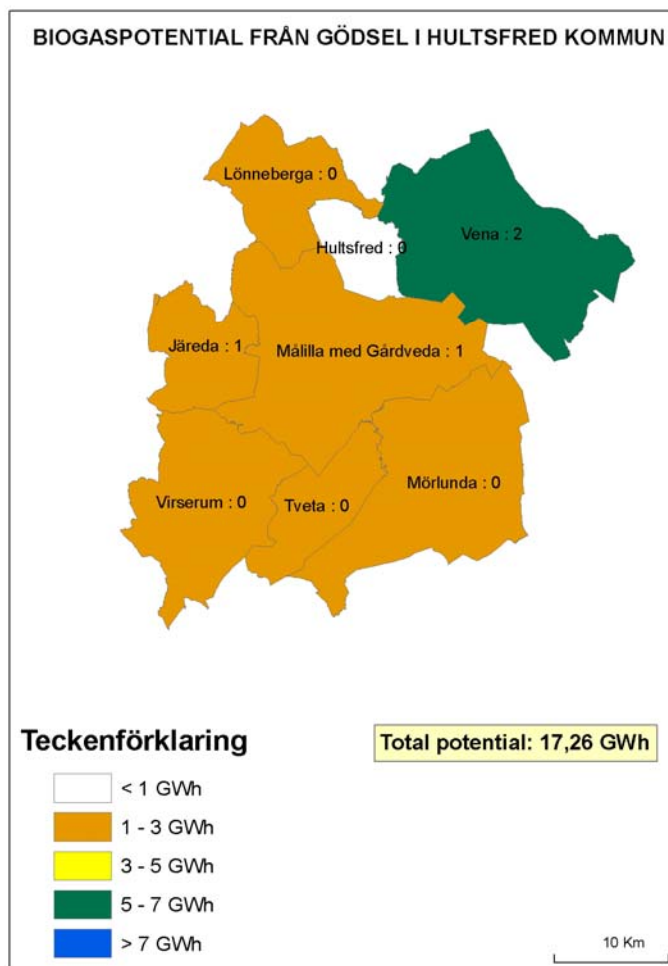 BIOGASPOTENTIAL FRÅN GÖDSEL I HULTSFRED KOMMUN
Lönneberga : 0
Vena : 2
Hultsfred : 0
Järeda : 1
Målilla med Gårdveda : 1
Mörlunda : 0
Virserum : 0
Tveta : 0
Teckenförklaring
Total potential: 17,26 GWh
< 1 GWh
1 - 3 GWh
3 - 5 GWh
5 - 7 GWh
> 7 GWh
10 Km